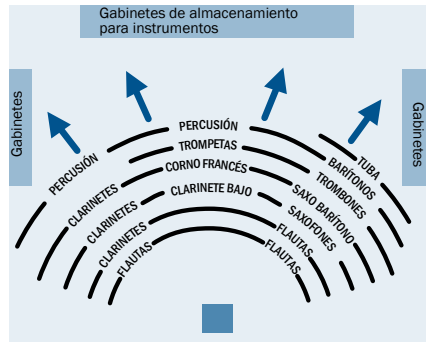 Gabinetes de almacenamiento
para instrumentos
Gabinetes
Gabinetes
PERCUSIÓN
PERCUSIÓN
TUBA
TROMPETAS
BARÍTONOS
CLARINETES
CORNO FRANCÉS
TROMBONES
CLARINETES
CLARINETE BAJO
SAXO BARÍTONO
CLARINETES
SAXOFONES
FLAUTAS
FLAUTAS
FLAUTAS